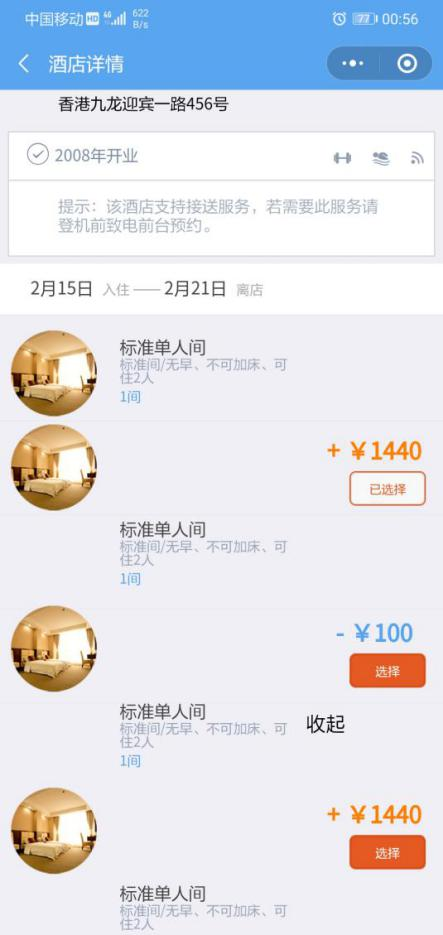 中国移动 HD 4G 622 B/s 77 00:56
酒店详情
香港九龙迎宾一路456号
2008年开业
提示：该酒店支持接送服务，若需要此服务请
登机前致电前台预约。
2月15日 入住 —— 2月21日 离店
标准单人间
标准间/无早、不可加床、可
住2人
1间
+ ￥1440
已选择
标准单人间
标准间/无早、不可加床、可
住2人
1间
- ￥100
选择
标准单人间
标准间/无早、不可加床、可
住2人
收起
1间
+ ￥1440
选择
标准单人间
标准间/无早、不可加床、可
住2人